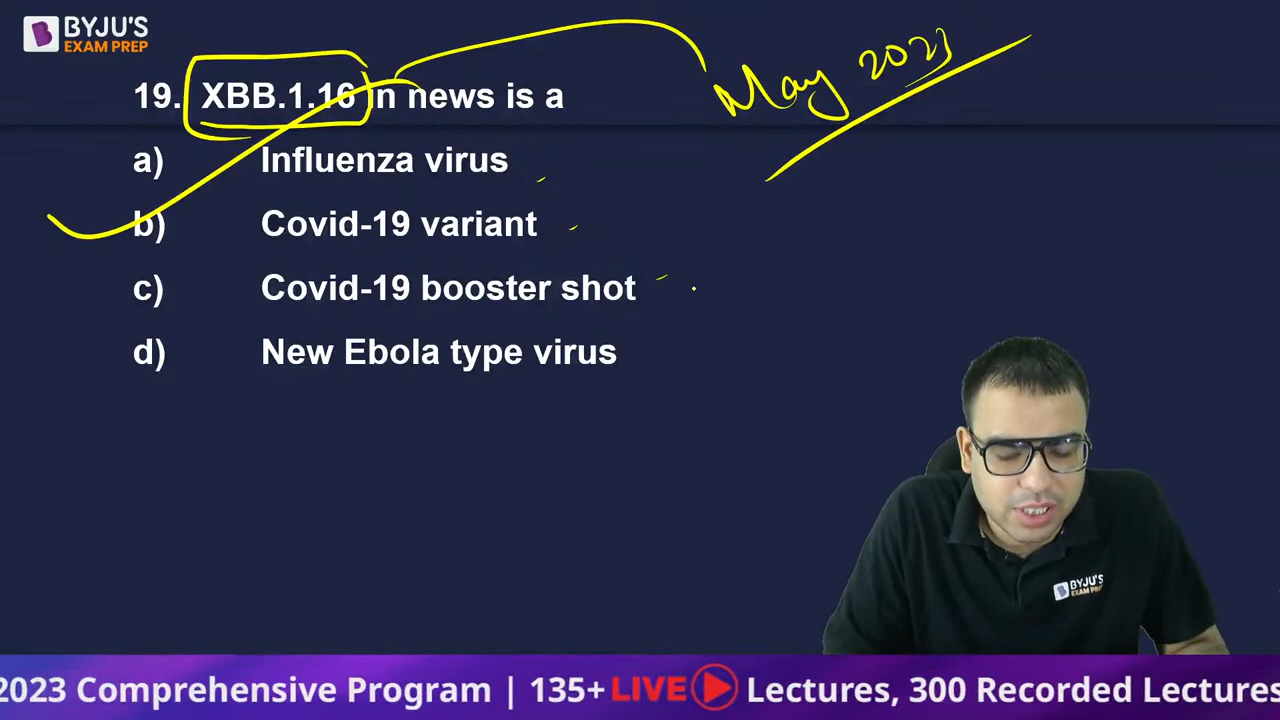 BYJU'S
EXAM PREP
May 2023
19. XBB.1.16 in news is a
a) Influenza virus
b) Covid-19 variant
c) Covid-19 booster shot
d) New Ebola type virus
BYJU'S
EXAM PREP
2023 Comprehensive Program | 135+ LIVE Lectures, 300 Recorded Lectures